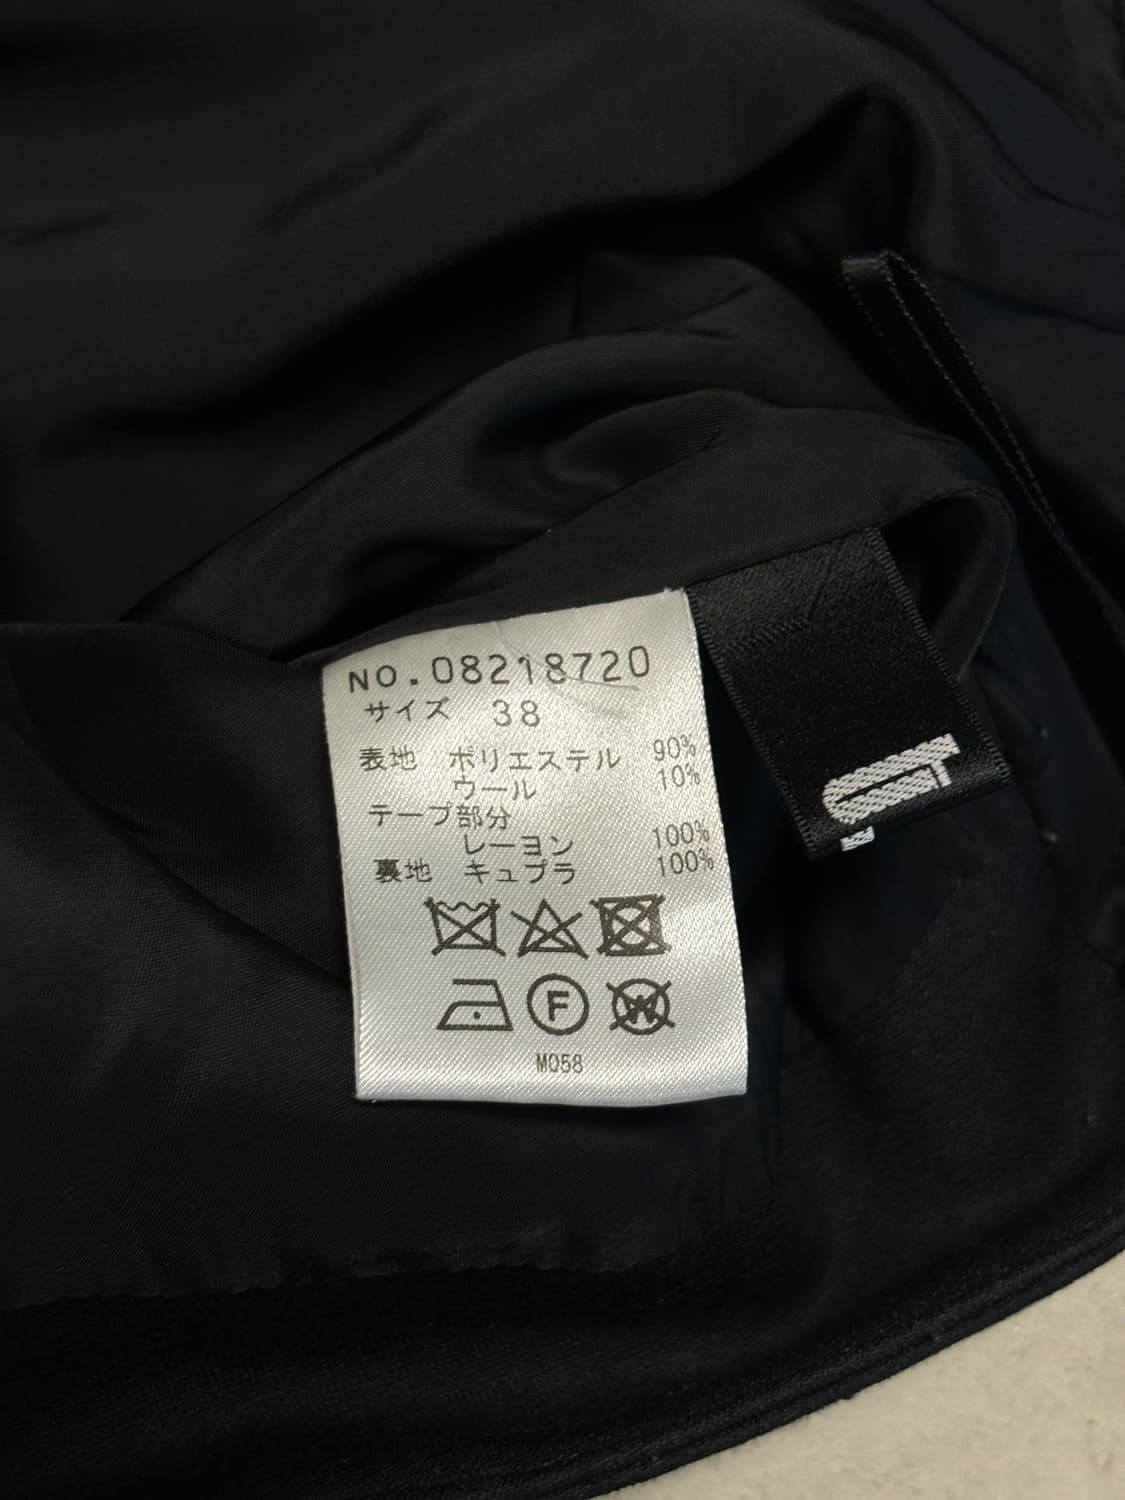 NO.08218720
サイズ 38
表地 ポリエステル 90%
ウール 10%
テープ部分
レーヨン 100%
裏地 キュプラ 100%
F
W
M058